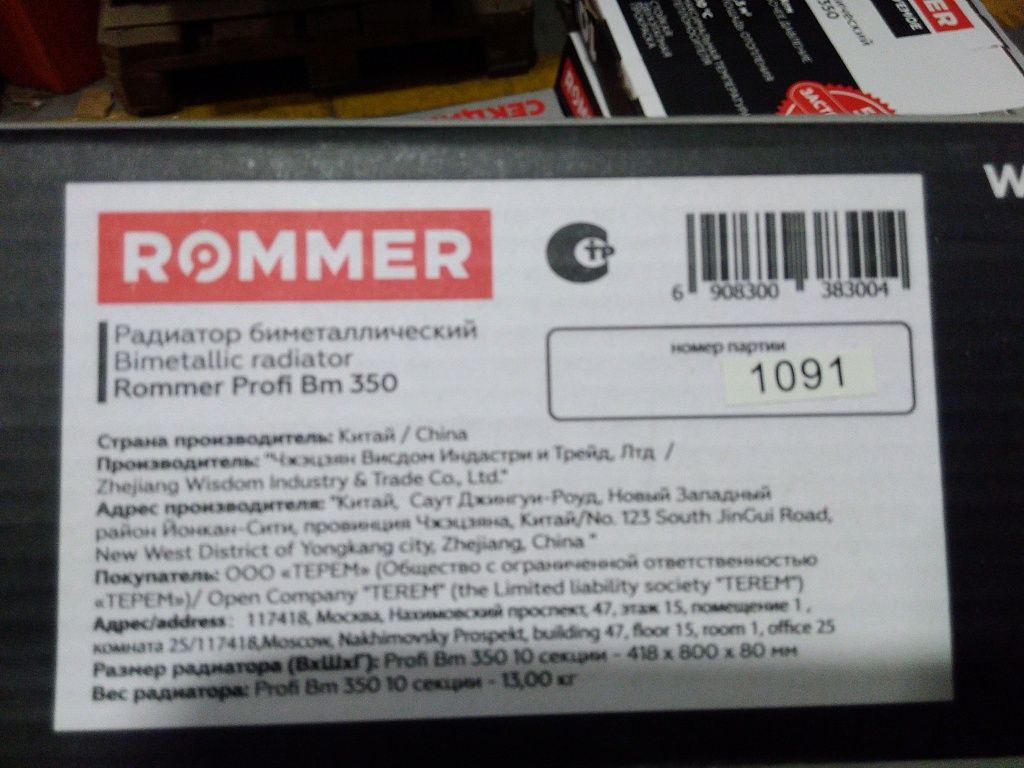 ROMMER
Радиатор биметаллический
Bimetallic radiator
Rommer Profi Bm 350
6 908300 383004
номер партии
1091
Страна производитель: Китай / China
Производитель: "Чжэцзян Висдом Индастри и Трейд, Лтд /
Zhejiang Wisdom Industry & Trade Co., Ltd."
Адрес производителя: "Китай, Саут Джингуи-Роуд, Новый Западный
район Йонкан-Сити, провинция Чжэцзяна, Китай/No. 123 South JinGui Road,
New West District of Yongkang city, Zhejiang, China "
Покупатель: ООО «ТЕРЕМ» (Общество с ограниченной ответственностью
«ТЕРЕМ»)/ Open Company "TEREM" (the Limited liability society "TEREM")
Адрес/address: 117418, Москва, Нахимовский проспект, 47, этаж 15, помещение 1,
комната 25/117418,Moscow, Nakhimovsky Prospekt, building 47, floor 15, room 1, office 25
Размер радиатора (ВхШхГ): Profi Bm 350 10 секции - 418 x 800 x 80 мм
Вес радиатора: Profi Bm 350 10 секции - 13,00 кг
W
350